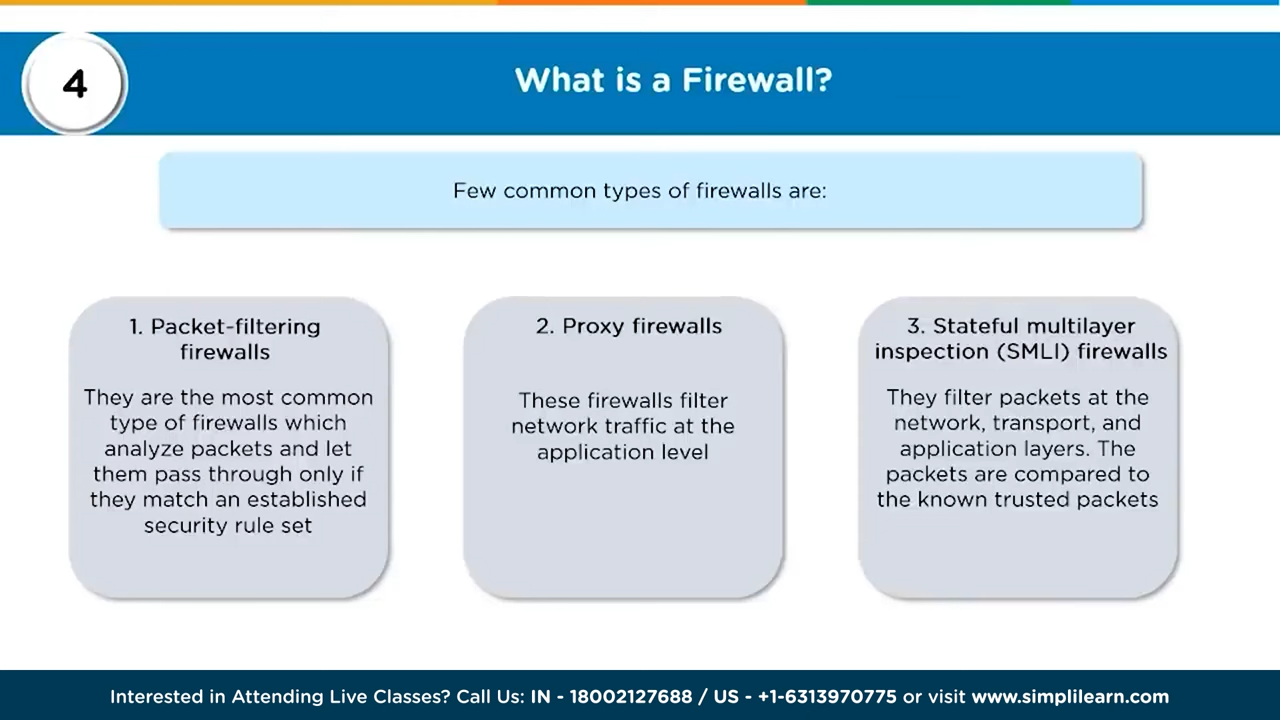 4
What is a Firewall?
Few common types of firewalls are:
1. Packet-filtering
firewalls
They are the most common
type of firewalls which
analyze packets and let
them pass through only if
they match an established
security rule set
2. Proxy firewalls
These firewalls filter
network traffic at the
application level
3. Stateful multilayer
inspection (SMLI) firewalls
They filter packets at the
network, transport, and
application layers. The
packets are compared to
the known trusted packets
Interested in Attending Live Classes? Call Us: IN - 18002127688 / US - +1-6313970775 or visit www.simplilearn.com